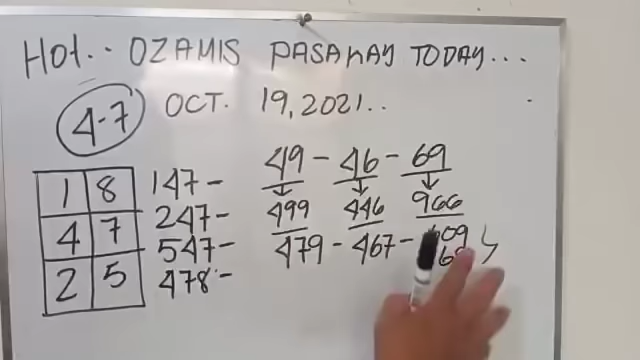 Hot.. OZAMIS PASAKAY TODAY...
4-7 OCT. 19, 2021..
49 - 46 - 69
1 8 147 -
499 446 966
4 7 247 -
547 - 479 - 467 -
2 5 478 -